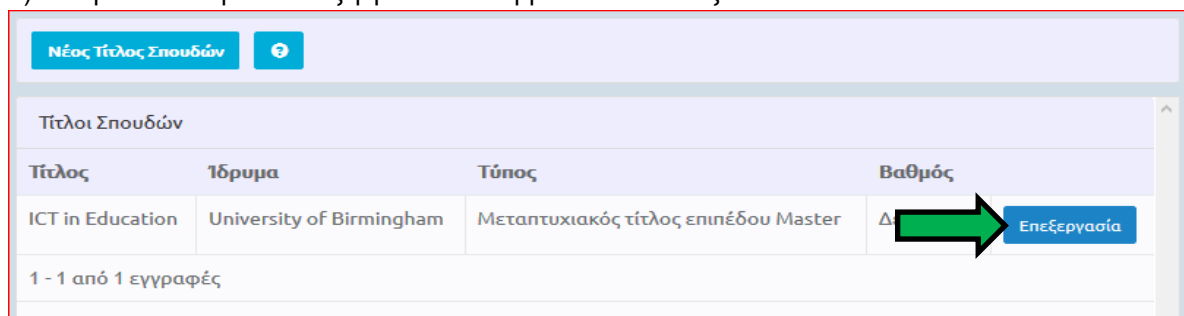 Νέος Τίτλος Σπουδών
Τίτλοι Σπουδών
Τίτλος Ίδρυμα Τύπος Βαθμός
ICT in Education University of Birmingham Μεταπτυχιακός τίτλος επιπέδου Master Επεξεργασία
1 - 1 από 1 εγγραφές